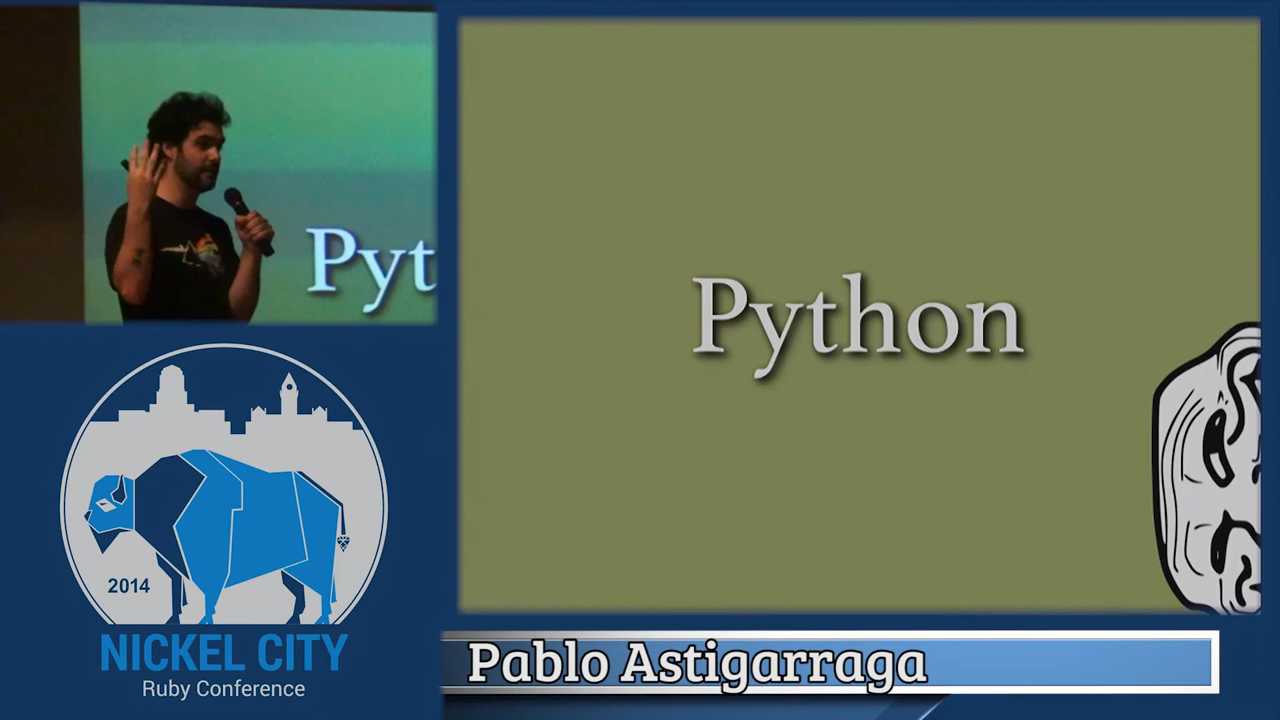 Pyt
Python
2014
NICKEL CITY
Ruby Conference
Pablo Astigarraga